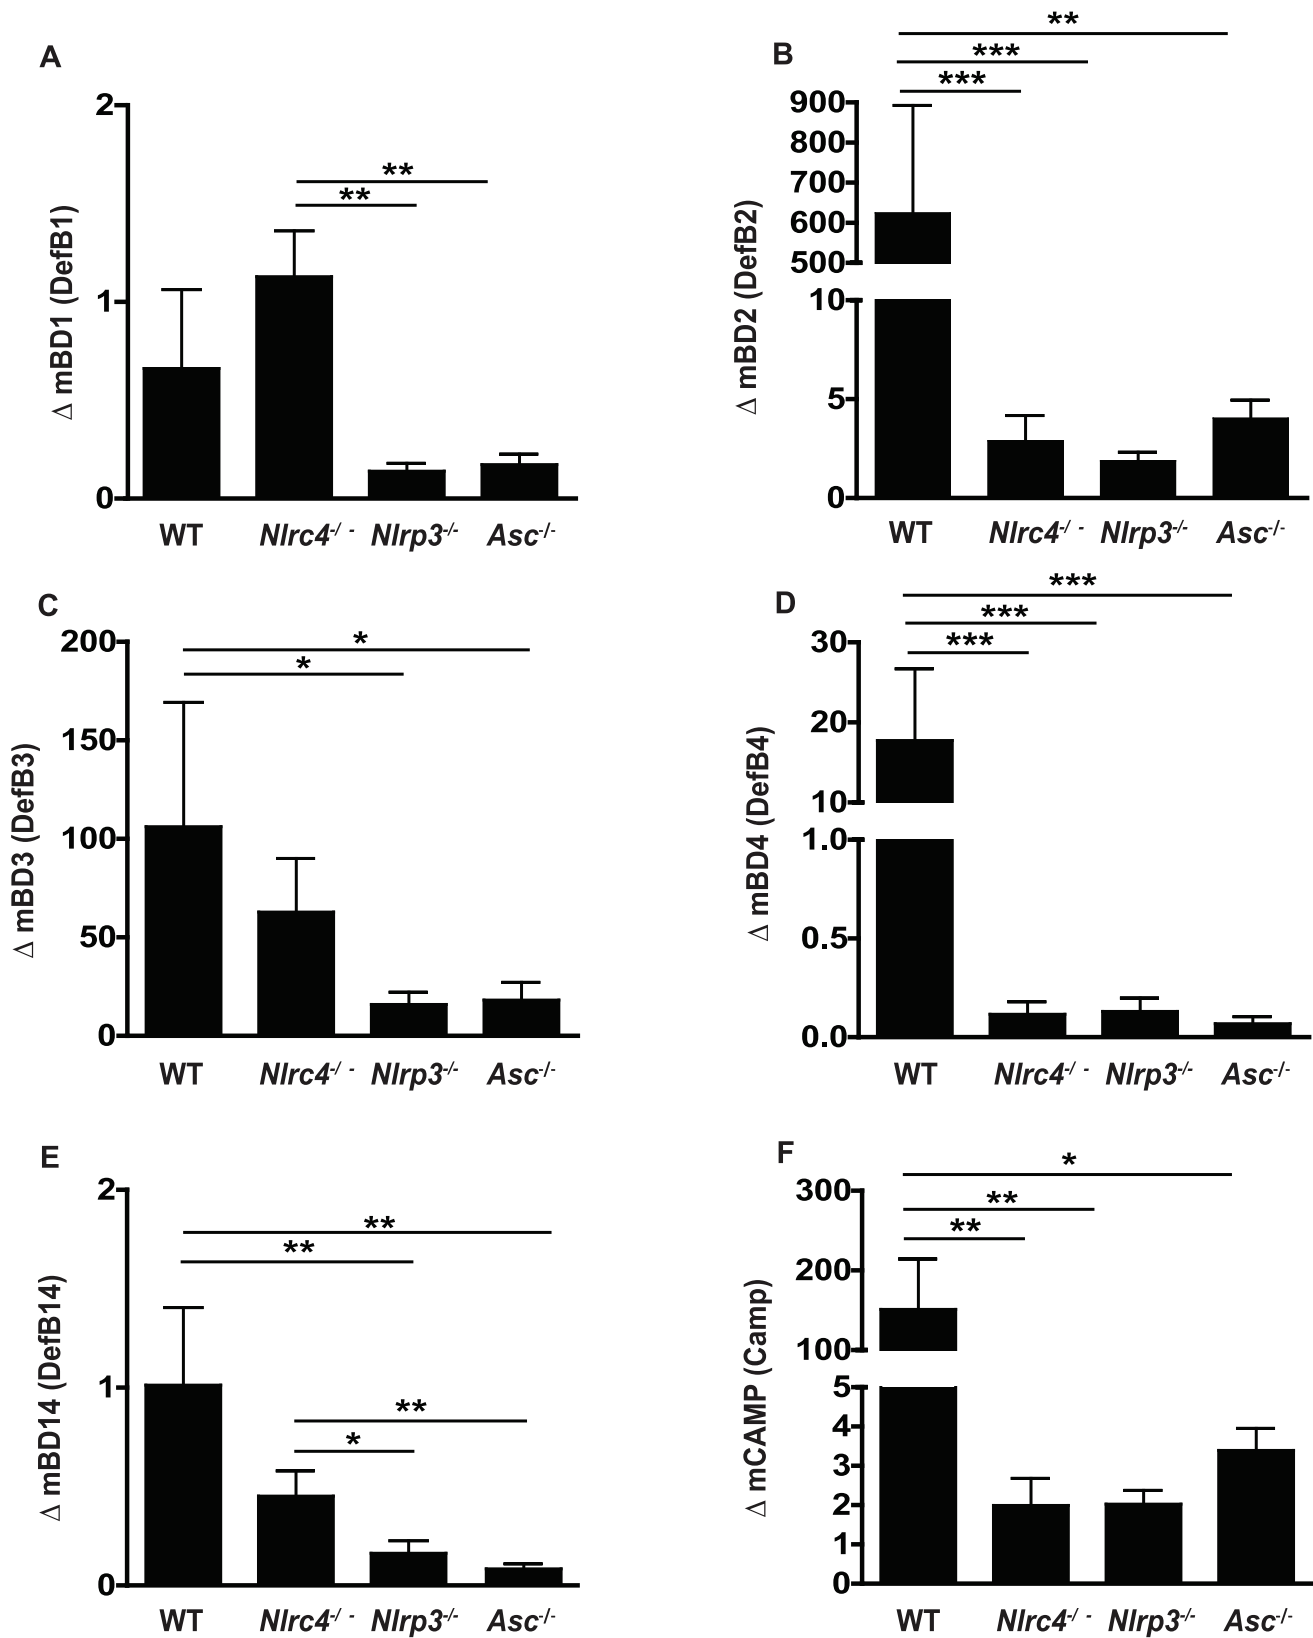 A
Δ mBD1 (DefB1)
2
1
0
**
**
WT Nlrc4-/ - Nlrp3-/- Asc-/-
B
Δ mBD2 (DefB2)
900
800
700
600
500
10
5
0
**
***
***
WT Nlrc4-/ - Nlrp3-/- Asc-/-
C
Δ mBD3 (DefB3)
200
150
100
50
0
*
*
WT Nlrc4-/ - Nlrp3-/- Asc-/-
D
Δ mBD4 (DefB4)
30
20
10
1.0
0.5
0.0
***
***
***
WT Nlrc4-/ - Nlrp3-/- Asc-/-
E
Δ mBD14 (DefB14)
2
1
0
**
**
**
*
WT Nlrc4-/ - Nlrp3-/- Asc-/-
F
Δ mCAMP (Camp)
300
200
100
5
4
3
2
1
0
*
**
**
WT Nlrc4-/ - Nlrp3-/- Asc-/-